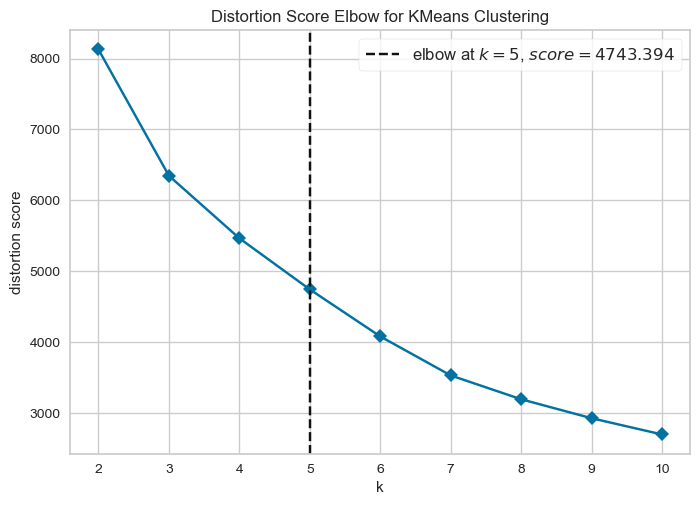 Distortion Score Elbow for KMeans Clustering
elbow at k = 5, score = 4743.394
8000
7000
6000
5000
4000
3000
distortion score
2 3 4 5 6 7 8 9 10
k